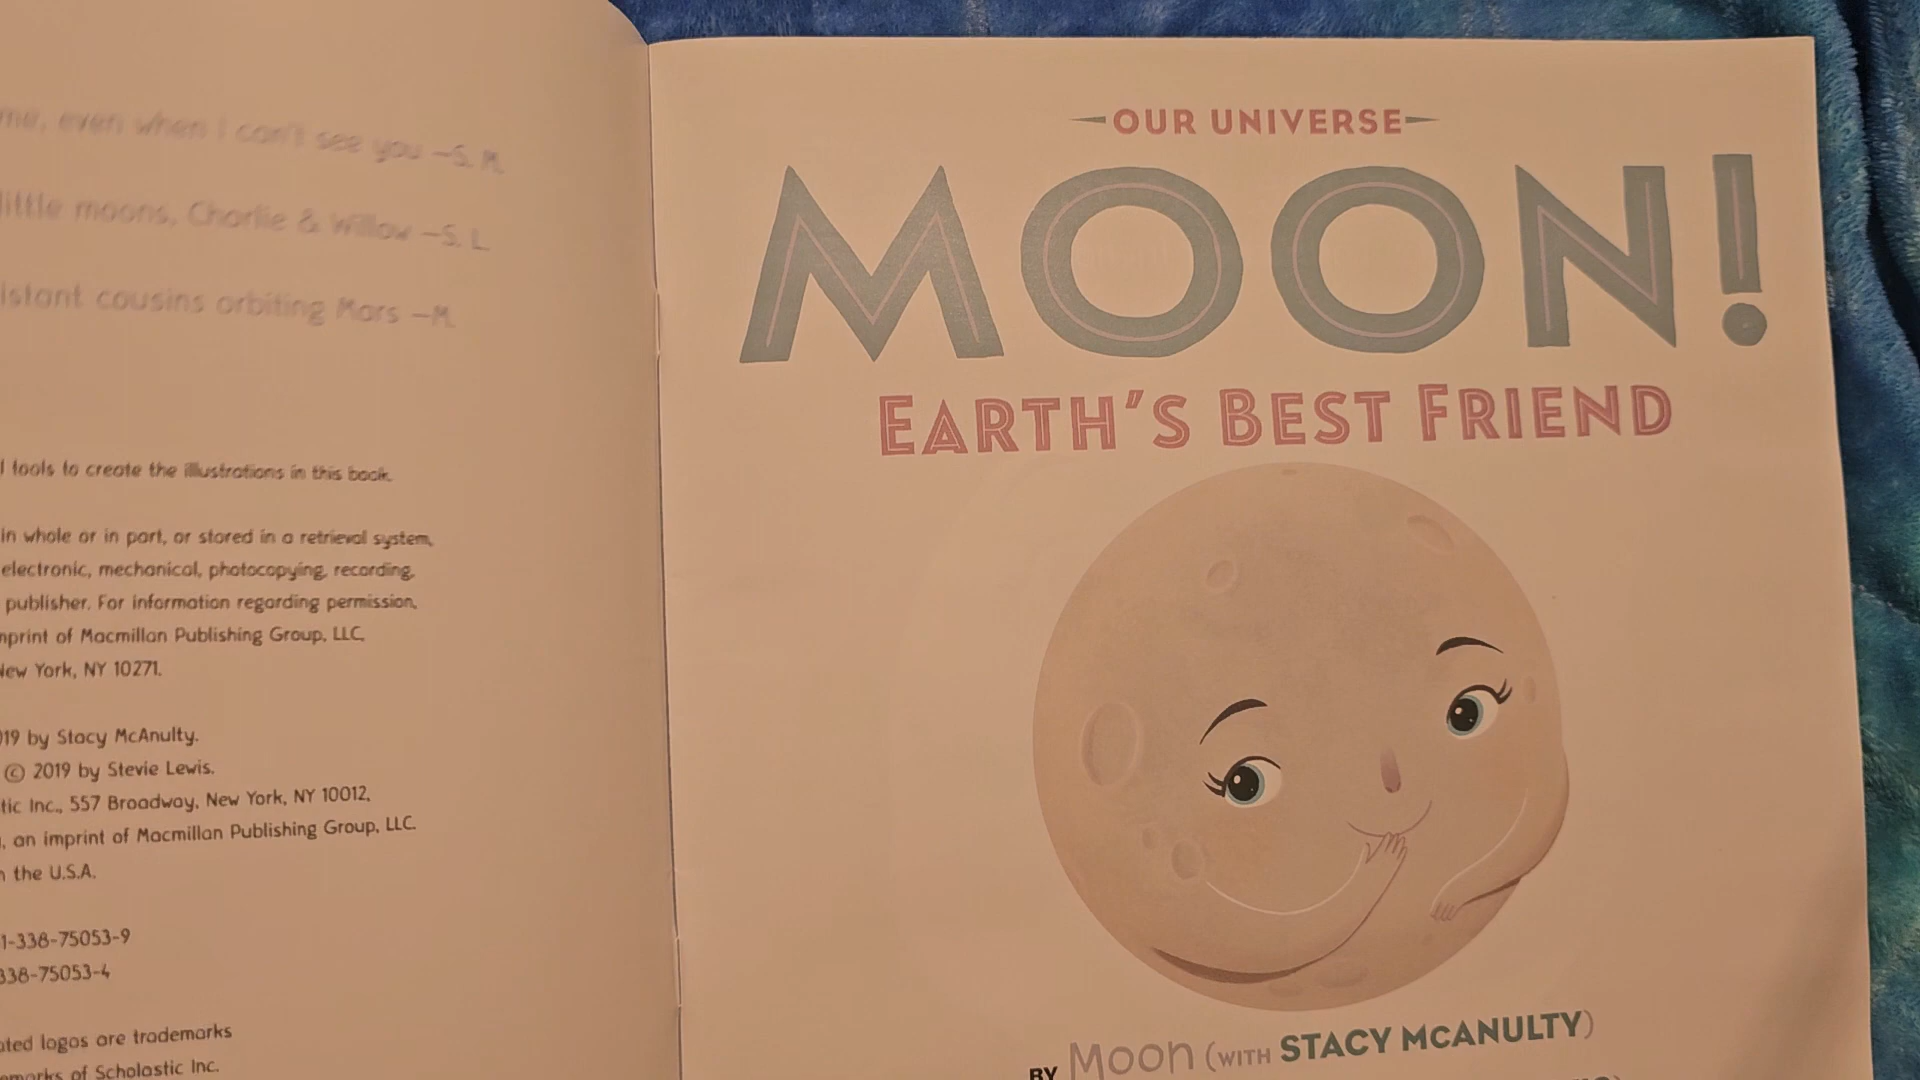 me, even when I can't see you —S. M.
little moons, Charlie & Willow —S. L.
istant cousins orbiting Mars —M.
l tools to create the illustrations in this book.
in whole or in part, or stored in a retrieval system,
electronic, mechanical, photocopying, recording,
publisher. For information regarding permission,
mprint of Macmillan Publishing Group, LLC,
New York, NY 10271.
019 by Stacy McAnulty.
© 2019 by Stevie Lewis.
tic Inc., 557 Broadway, New York, NY 10012,
, an imprint of Macmillan Publishing Group, LLC.
n the U.S.A.
1-338-75053-9
338-75053-4
ated logos are trademarks
emarks of Scholastic Inc.
OUR UNIVERSE
MOON!
EARTH'S BEST FRIEND
BY Moon (WITH STACY MCANULTY)